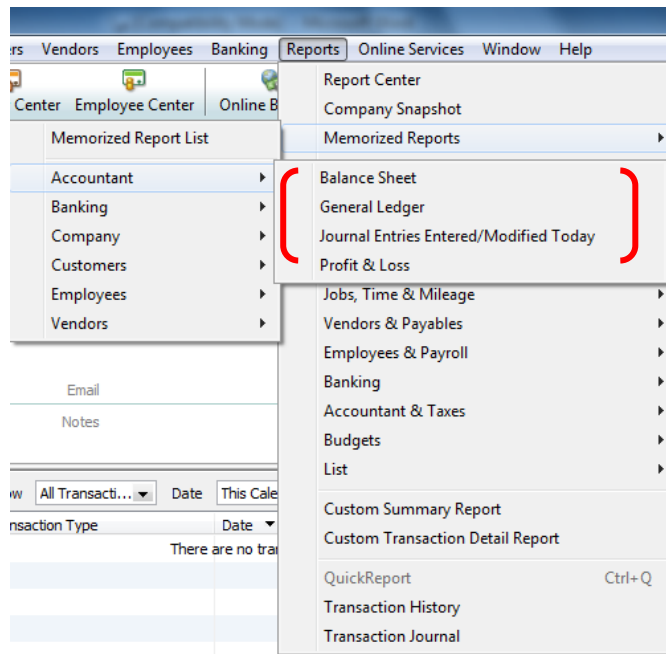 rs Vendors Employees Banking Reports Online Services Window Help
Center Employee Center Online B
Report Center
Company Snapshot
Memorized Reports
Memorized Report List
Accountant
Banking
Company
Customers
Employees
Vendors
Balance Sheet
General Ledger
Journal Entries Entered/Modified Today
Profit & Loss
Jobs, Time & Mileage
Vendors & Payables
Employees & Payroll
Banking
Accountant & Taxes
Budgets
List
Custom Summary Report
Custom Transaction Detail Report
QuickReport Ctrl+Q
Transaction History
Transaction Journal
Email
Notes
ow All Transacti... Date This Cale
nsaction Type Date
There are no tra